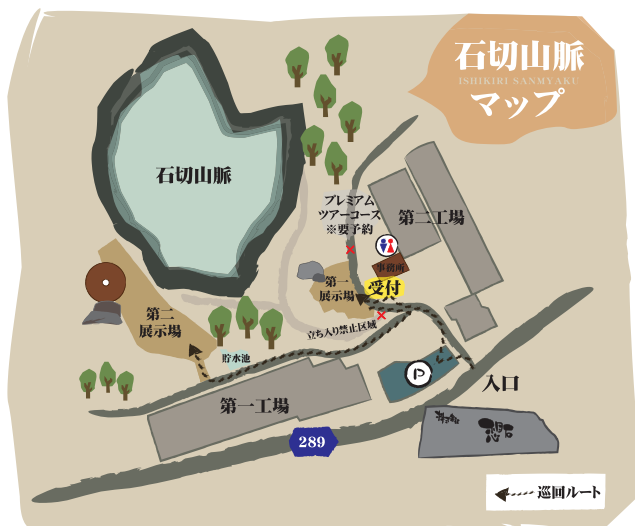 石切山脈
ISHIKIRI SANMYAKU
マップ
石切山脈
プレミアム
ツアーコース
※要予約
第二工場
事務所
受付
第一
展示場
第二
展示場
立ち入り禁止区域
貯水池
P
入口
第一工場
289
巡回ルート